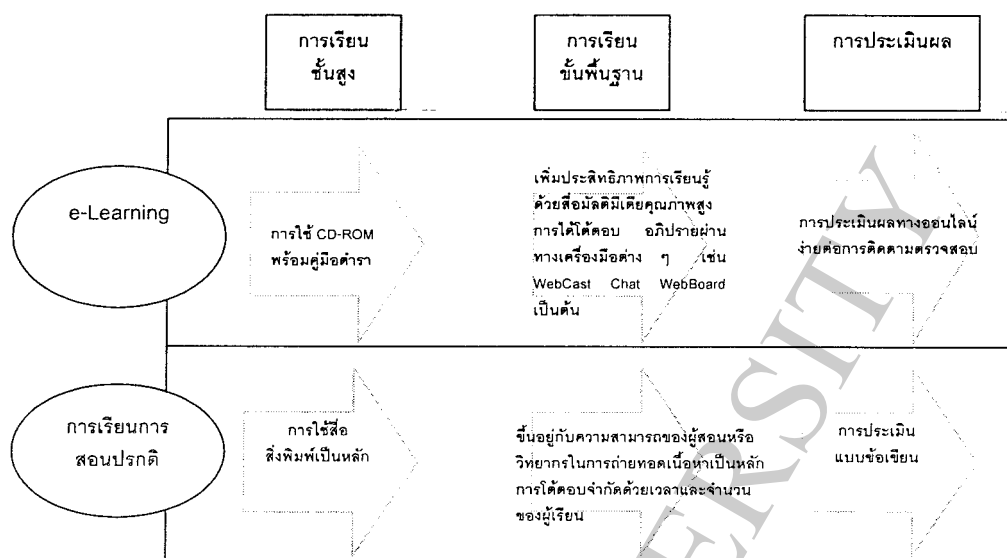 การเรียน
ชั้นสูง
การเรียน
ขั้นพื้นฐาน
การประเมินผล
e-Learning
การใช้ CD-ROM
พร้อมคู่มือตำรา
เพิ่มประสิทธิภาพการเรียนรู้
ด้วยสื่อมัลติมีเดียคุณภาพสูง
การได้โต้ตอบ อภิปรายผ่าน
ทางเครื่องมือต่าง ๆ เช่น
WebCast Chat WebBoard
เป็นต้น
การประเมินผลทางออนไลน์
ง่ายต่อการติดตามตรวจสอบ
การเรียนการ
สอนปรกติ
การใช้สื่อ
สิ่งพิมพ์เป็นหลัก
ขึ้นอยู่กับความสามารถของผู้สอนหรือ
วิทยากรในการถ่ายทอดเนื้อหาเป็นหลัก
การโต้ตอบจำกัดด้วยเวลาและจำนวน
ของผู้เรียน
การประเมิน
แบบข้อเขียน
ERSITY